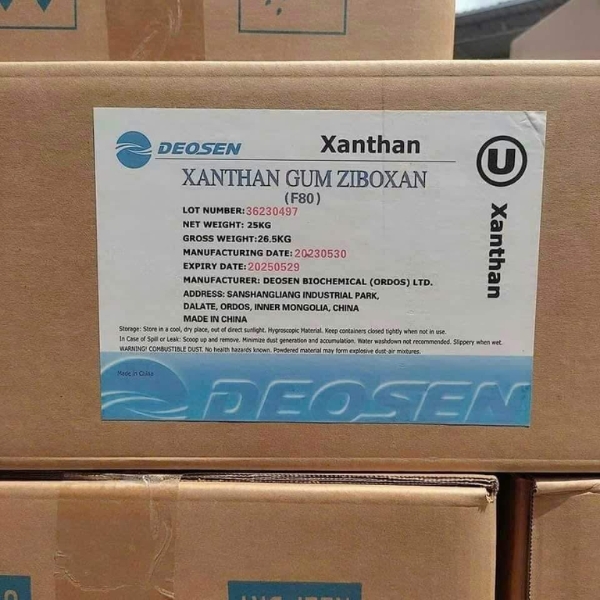 DEOSEN
Xanthan
U
XANTHAN GUM ZIBOXAN
(F80)
Xanthan
LOT NUMBER:36230497
NET WEIGHT: 25KG
GROSS WEIGHT:26.5KG
MANUFACTURING DATE:20230530
EXPIRY DATE:20250529
MANUFACTURER: DEOSEN BIOCHEMICAL (ORDOS) LTD.
ADDRESS: SANSHANGLIANG INDUSTRIAL PARK,
DALATE, ORDOS, INNER MONGOLIA, CHINA
MADE IN CHINA
Storage: Store in a cool, dry place, out of direct sunlight. Hygroscopic Material. Keep containers closed tightly when not in use.
In Case of Spill or Leak: Scoop up and remove. Minimize dust generation and accumulation. Water washdown not recommended. Slippery when wet.
WARNING! COMBUSTIBLE DUST. No health hazards known. Powdered material may form explosive dust-air mixtures.
Made in China
DEOSEN